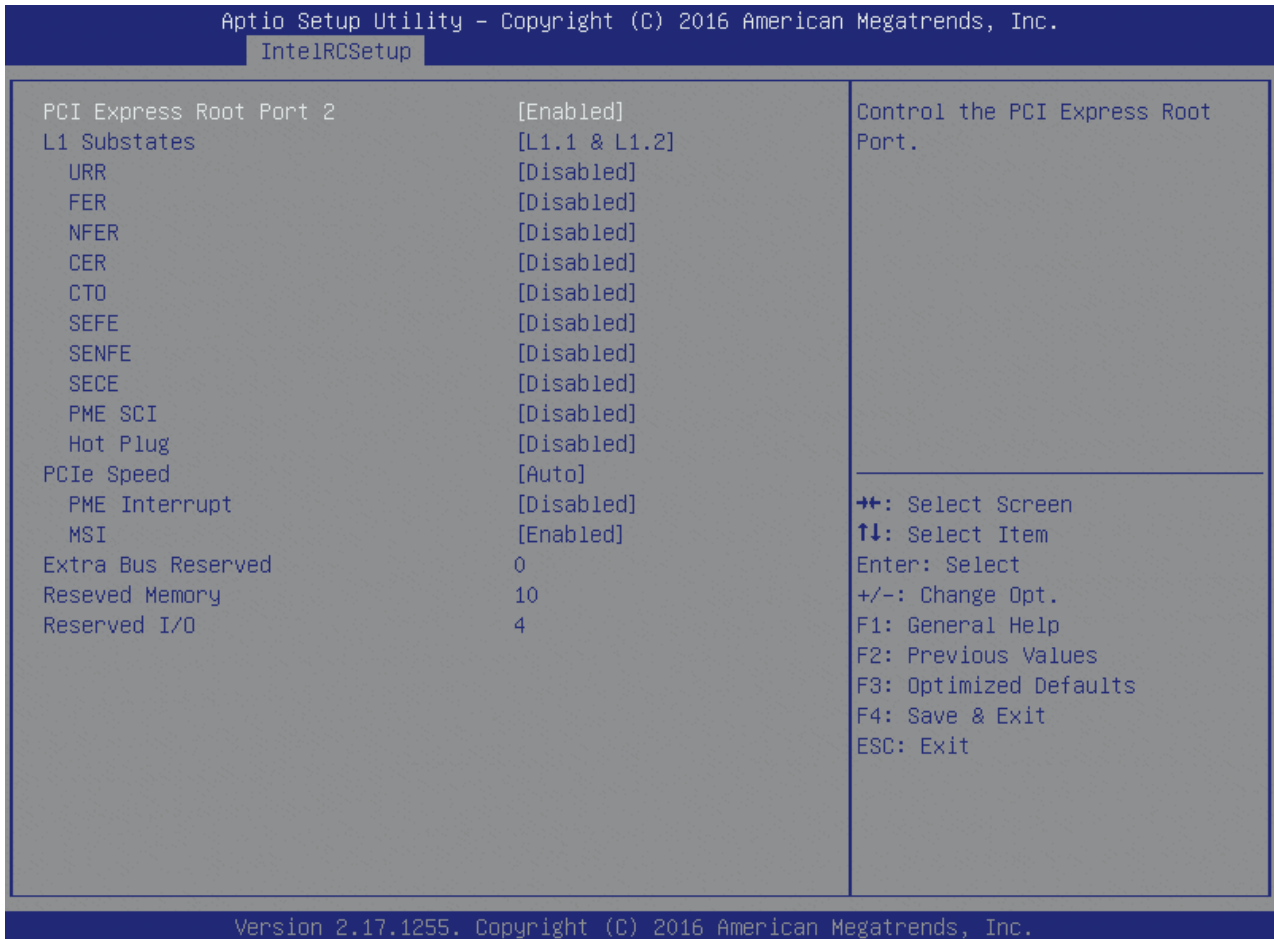 Aptio Setup Utility – Copyright (C) 2016 American Megatrends, Inc.
IntelRCSetup
PCI Express Root Port 2 [Enabled]
L1 Substates [L1.1 & L1.2]
URR [Disabled]
FER [Disabled]
NFER [Disabled]
CER [Disabled]
CTO [Disabled]
SEFE [Disabled]
SENFE [Disabled]
SECE [Disabled]
PME SCI [Disabled]
Hot Plug [Disabled]
PCIe Speed [Auto]
PME Interrupt [Disabled]
MSI [Enabled]
Extra Bus Reserved 0
Reseved Memory 10
Reserved I/O 4
Control the PCI Express Root
Port.
→←: Select Screen
↑↓: Select Item
Enter: Select
+/-: Change Opt.
F1: General Help
F2: Previous Values
F3: Optimized Defaults
F4: Save & Exit
ESC: Exit
Version 2.17.1255. Copyright (C) 2016 American Megatrends, Inc.